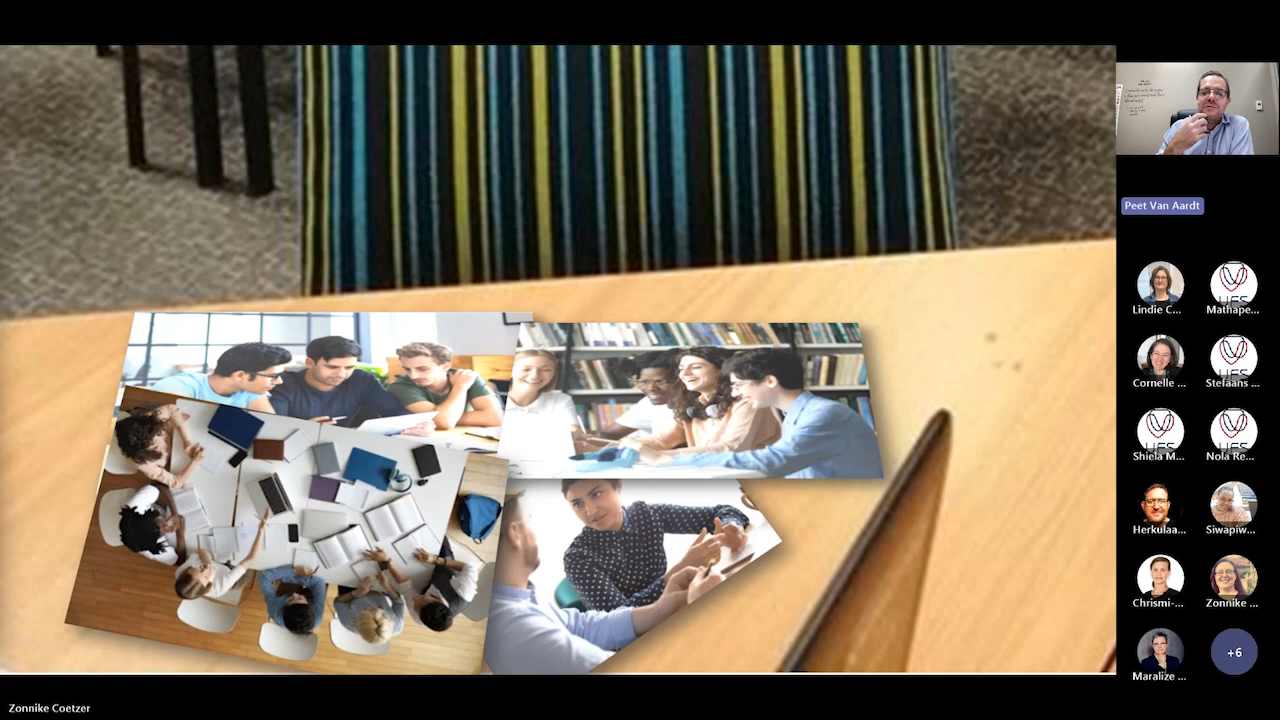 Peet Van Aardt
Lindie C...
Mathape...
Cornelle ...
Stefaans ...
Shiela M...
Nola Re...
Herkulaa...
Siwapiw...
Chrismi-...
Zonnike ...
Maralize ...
+6
Zonnike Coetzer